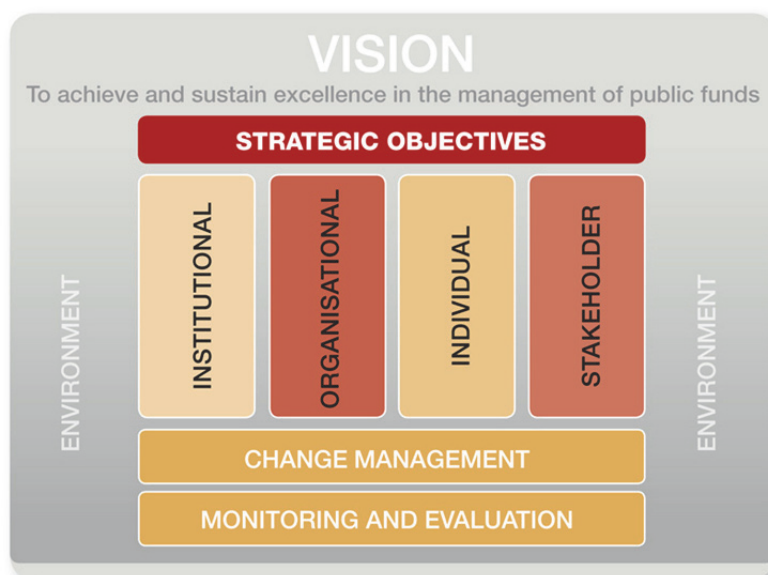 VISION
To achieve and sustain excellence in the management of public funds
STRATEGIC OBJECTIVES
ENVIRONMENT
INSTITUTIONAL
ORGANISATIONAL
INDIVIDUAL
STAKEHOLDER
ENVIRONMENT
CHANGE MANAGEMENT
MONITORING AND EVALUATION